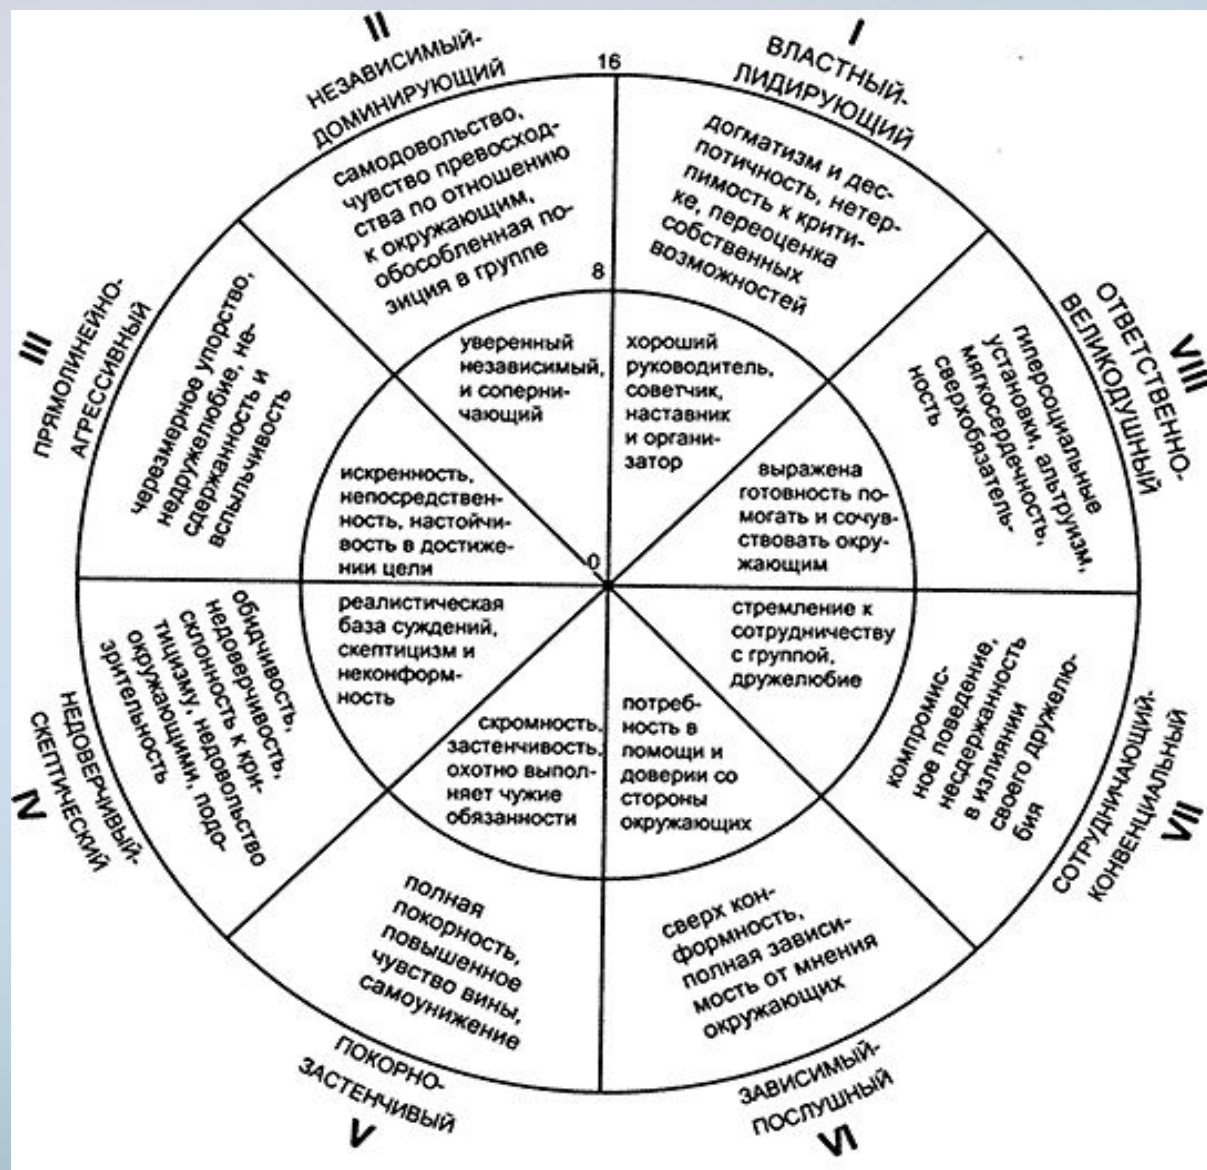 I
ВЛАСТНЫЙ-
ЛИДИРУЮЩИЙ
догматизм и дес-
потичность, нетер-
пимость к крити-
ке, переоценка
собственных
возможностей
хороший
руководитель,
советчик,
наставник
и органи-
затор
II
НЕЗАВИСИМЫЙ-
ДОМИНИРУЮЩИЙ
самодовольство,
чувство превосход-
ства по отношению
к окружающим,
обособленная по-
зиция в группе
уверенный
независимый,
и соперни-
чающий
16
8
0
III
ПРЯМОЛИНЕЙНО-
АГРЕССИВНЫЙ
черезмерное упорство,
недружелюбие, не-
сдержанность и
вспыльчивость
искренность,
непосредствен-
ность, настойчи-
вость в достиже-
нии цели
IV
НЕДОВЕРЧИВЫЙ-
СКЕПТИЧЕСКИЙ
обидчивость,
недоверчивость,
склонность к кри-
тицизму, недовольство
окружающими, подо-
зрительность
реалистическая
база суждений,
скептицизм и
неконформ-
ность
V
ПОКОРНО-
ЗАСТЕНЧИВЫЙ
полная
покорность,
повышенное
чувство вины,
самоунижение
скромность,
застенчивость,
охотно выпол-
няет чужие
обязанности
VI
ЗАВИСИМЫЙ-
ПОСЛУШНЫЙ
сверх кон-
формность,
полная зависи-
мость от мнения
окружающих
потреб-
ность в
помощи и
доверии со
стороны
окружающих
VII
СОТРУДНИЧАЮЩИЙ-
КОНВЕНЦИАЛЬНЫЙ
компромис-
ное поведение,
несдержанность
в излиянии
своего дружелю-
бия
стремление к
сотрудничеству
с группой,
дружелюбие
VIII
ОТВЕТСТВЕННО-
ВЕЛИКОДУШНЫЙ
гиперсоциальные
установки, альтруизм,
мягкосердечность,
сверхобязатель-
ность
выражена
готовность по-
могать и сочув-
ствовать окру-
жающим